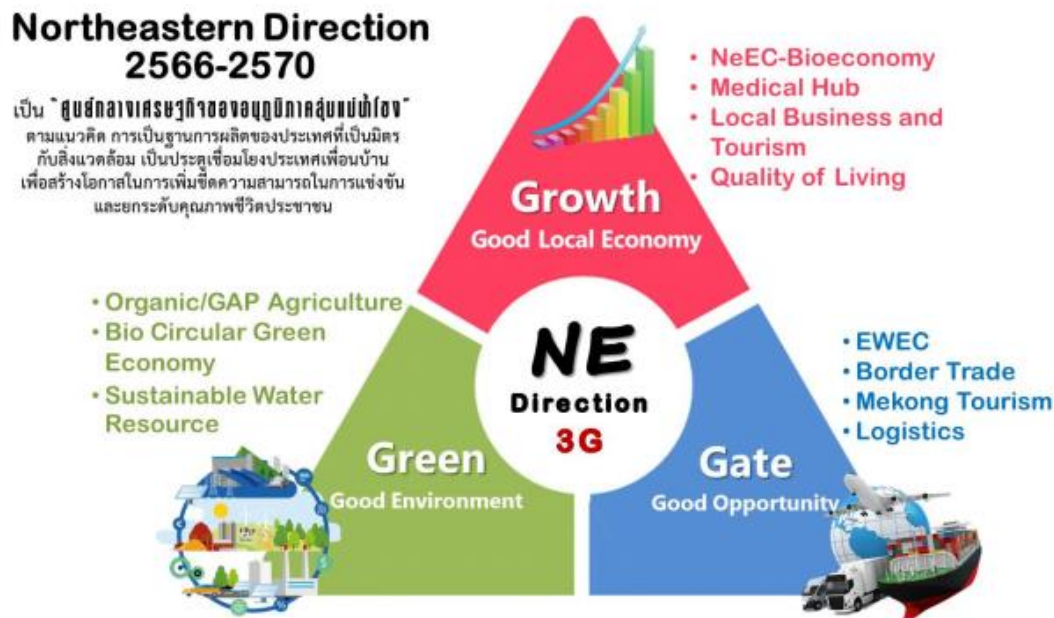 Northeastern Direction
2566-2570
เป็น "ศูนย์กลางเศรษฐกิจของอนุภูมิภาคลุ่มแม่น้ำโขง"
ตามแนวคิด การเป็นฐานการผลิตของประเทศที่เป็นมิตร
กับสิ่งแวดล้อม เป็นประตูเชื่อมโยงประเทศเพื่อนบ้าน
เพื่อสร้างโอกาสในการเพิ่มขีดความสามารถในการแข่งขัน
และยกระดับคุณภาพชีวิตประชาชน
• NeEC-Bioeconomy
• Medical Hub
• Local Business and
Tourism
• Quality of Living
Growth
Good Local Economy
• Organic/GAP Agriculture
• Bio Circular Green
Economy
• Sustainable Water
Resource
NE
Direction
3G
• EWEC
• Border Trade
• Mekong Tourism
• Logistics
Green
Good Environment
Gate
Good Opportunity